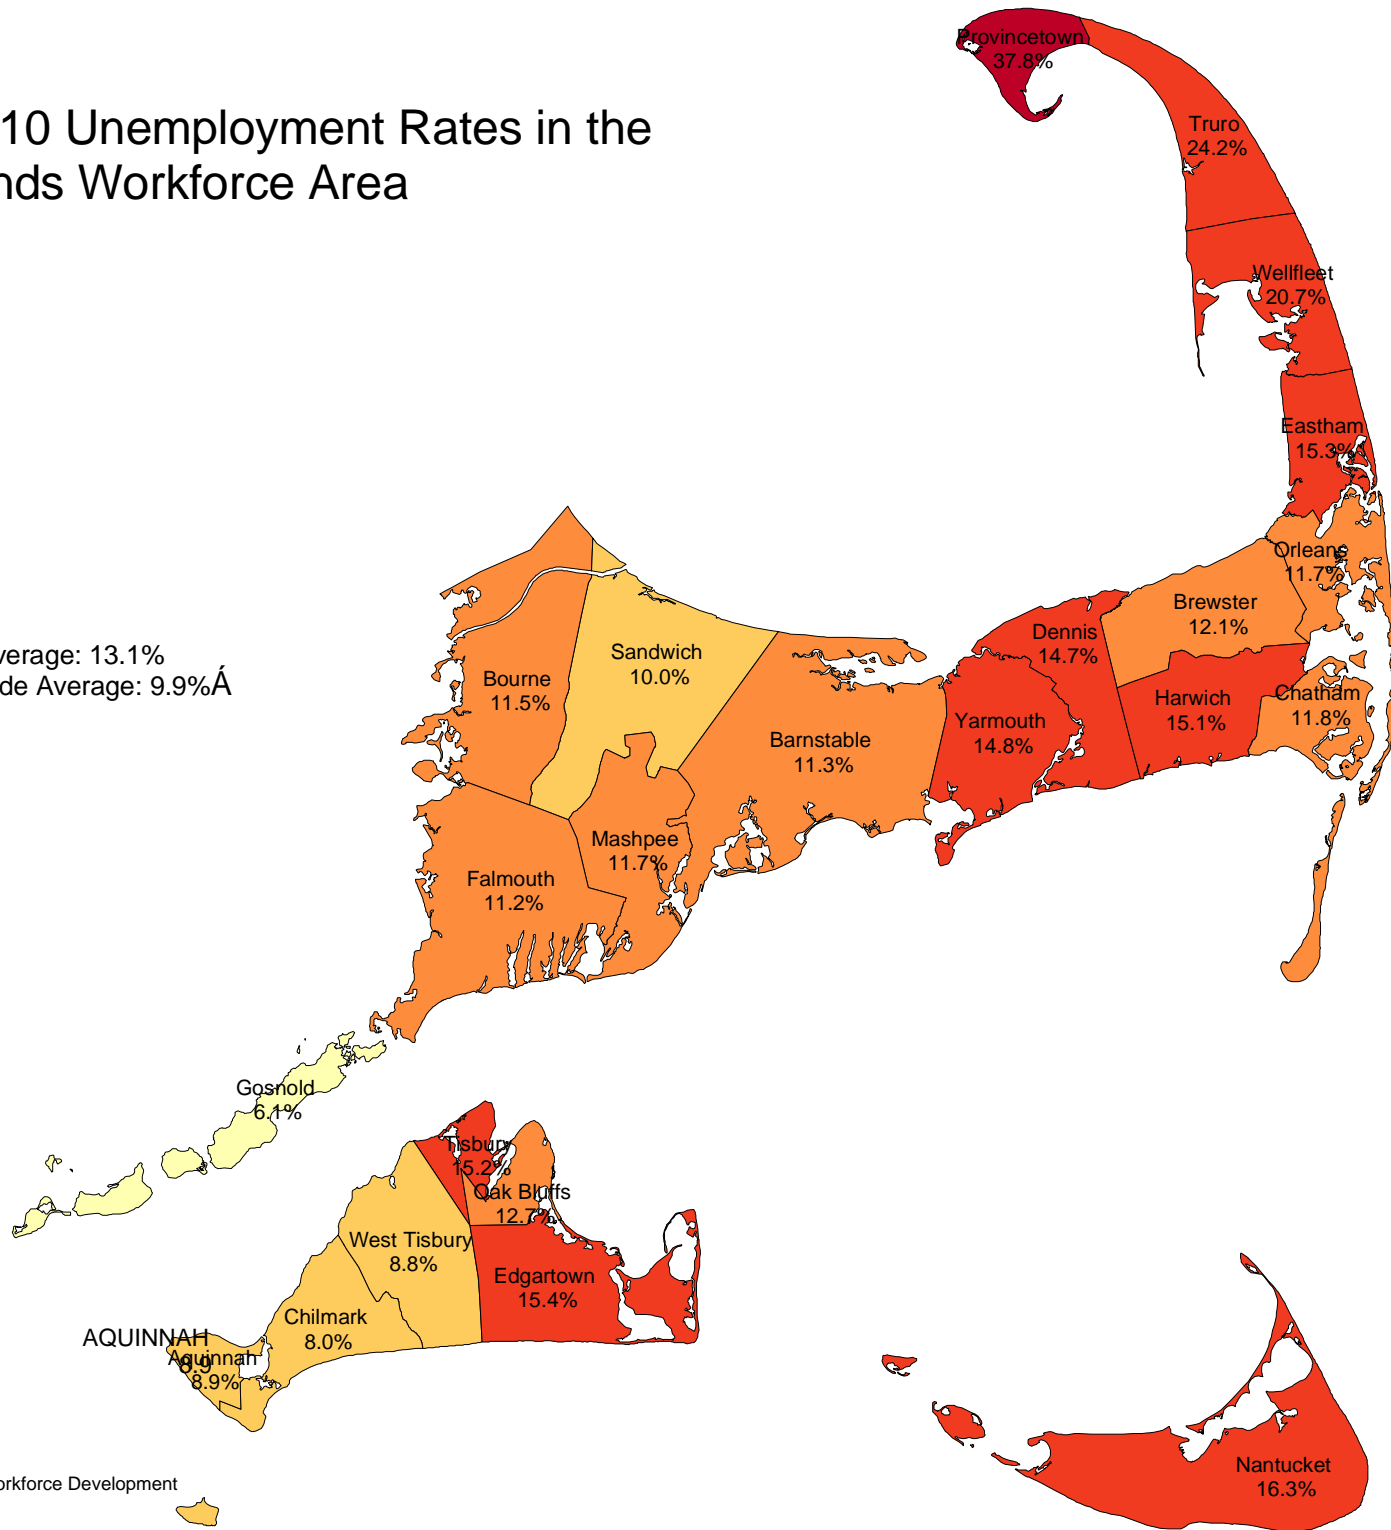 Provincetown
37.8%
10 Unemployment Rates in the
nds Workforce Area
Truro
24.2%
Wellfleet
20.7%
Eastham
15.3%
Orleans
11.7%
Brewster
12.1%
Dennis
14.7%
Sandwich
10.0%
verage: 13.1%
de Average: 9.9%Á
Bourne
11.5%
Harwich
15.1%
Chatham
11.8%
Yarmouth
14.8%
Barnstable
11.3%
Mashpee
11.7%
Falmouth
11.2%
Gosnold
6.1%
Tisbury
15.2%
Oak Bluffs
12.7%
West Tisbury
8.8%
Edgartown
15.4%
Chilmark
8.0%
AQUINNAH
8.9
Aquinnah
8.9%
Nantucket
16.3%
orkforce Development